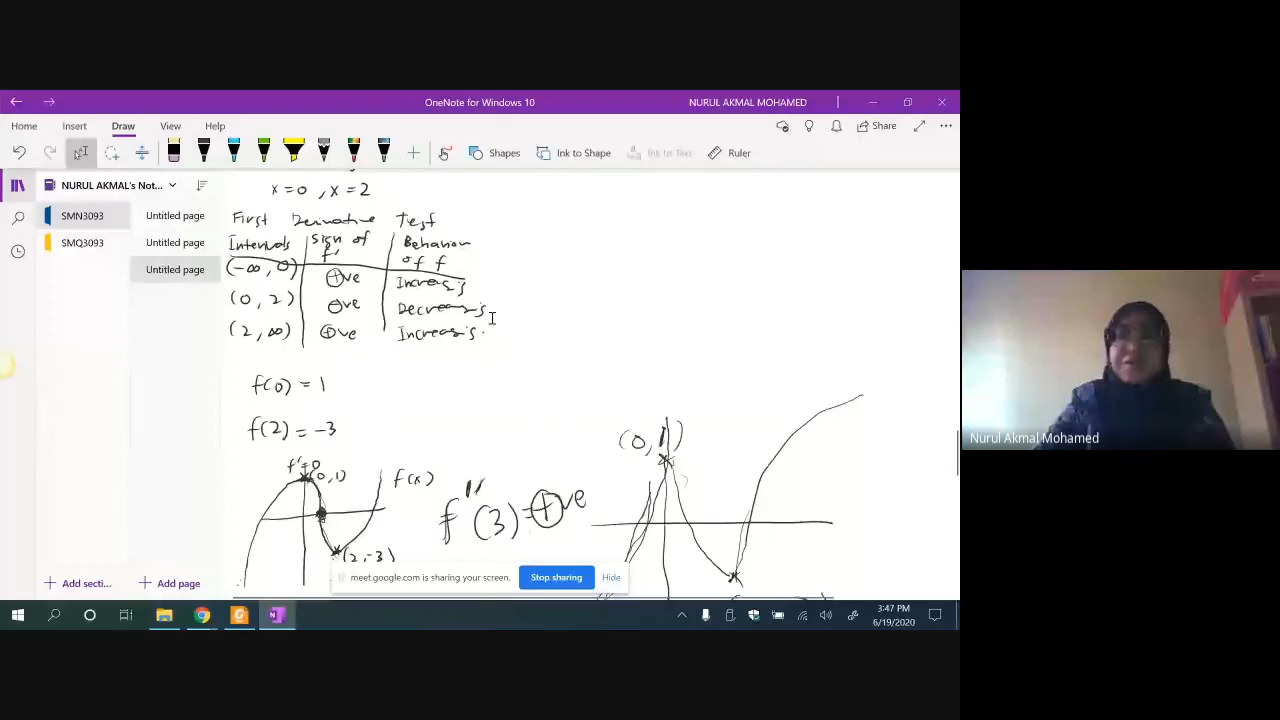 OneNote for Windows 10
NURUL AKMAL MOHAMED
Home Insert Draw View Help
Share
Shapes Ink to Shape Ink to Text Ruler
NURUL AKMAL's Not...
SMN3093
SMQ3093
Untitled page
Untitled page
Untitled page
Add secti...
Add page
x=0 , x=2
First Derivative Test
Intervals Sign of f' Behavior of f
(-∞, 0) +ve Increasis
(0, 2) -ve Decreasis
(2, ∞) +ve Increasis.
f(0) = 1
f(2) = -3
f'=0
(0,1)
f(x)
(2,-3)
f"(3) = +ve
(0,1)
meet.google.com is sharing your screen.
Stop sharing
Hide
3:47 PM
6/19/2020
Nurul Akmal Mohamed